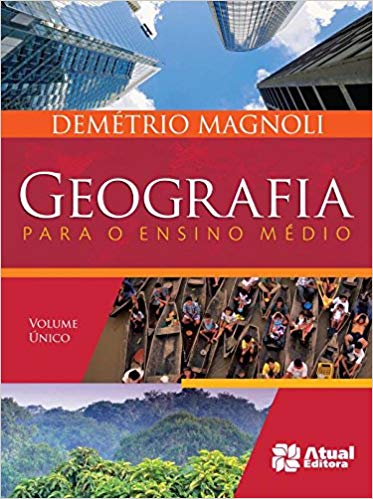 DEMÉTRIO MAGNOLI
GEOGRAFIA
PARA O ENSINO MÉDIO
VOLUME
ÚNICO
Atual
Editora